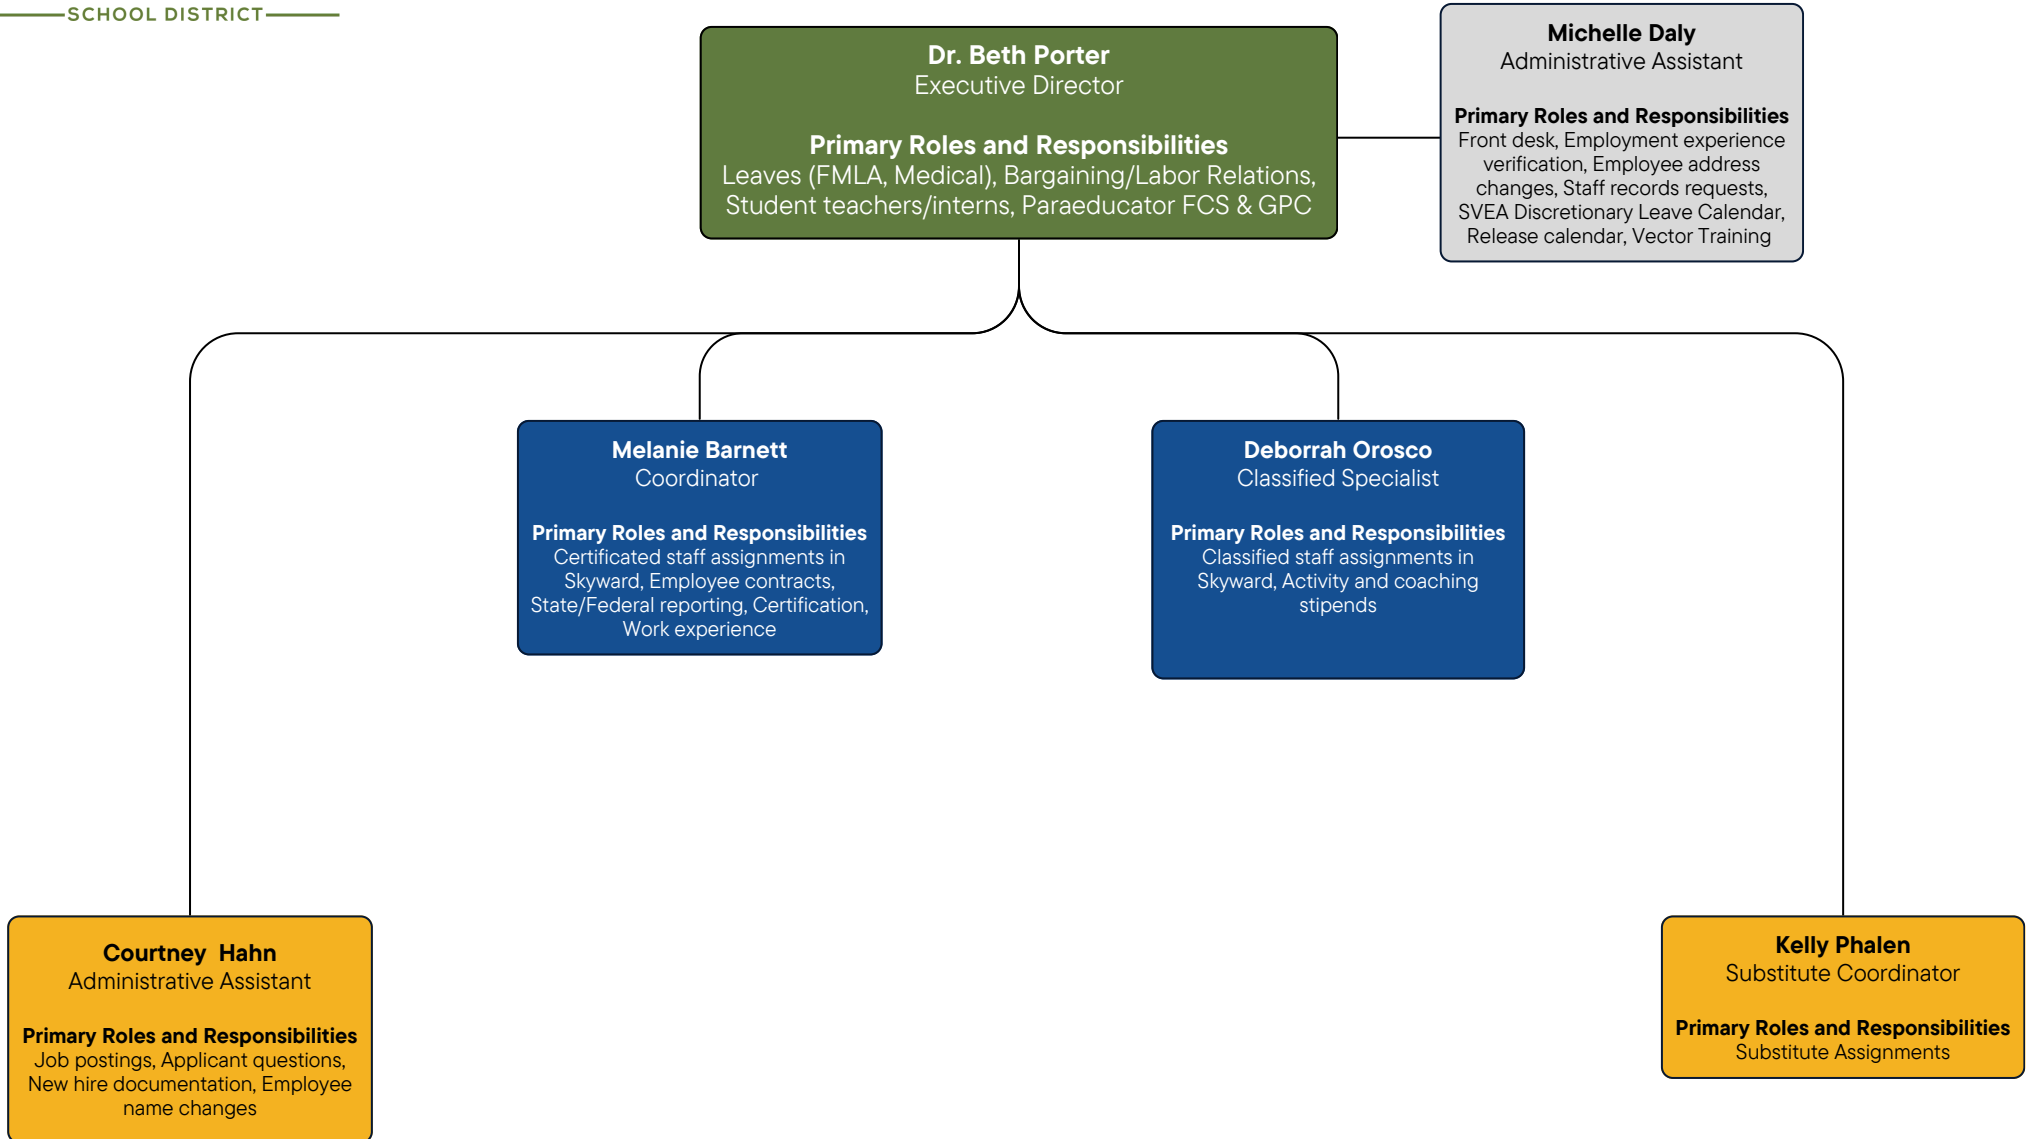 SCHOOL DISTRICT
Dr. Beth Porter
Executive Director
Primary Roles and Responsibilities
Leaves (FMLA, Medical), Bargaining/Labor Relations,
Student teachers/interns, Paraeducator FCS & GPC
Michelle Daly
Administrative Assistant
Primary Roles and Responsibilities
Front desk, Employment experience
verification, Employee address
changes, Staff records requests,
SVEA Discretionary Leave Calendar,
Release calendar, Vector Training
Melanie Barnett
Coordinator
Primary Roles and Responsibilities
Certificated staff assignments in
Skyward, Employee contracts,
State/Federal reporting, Certification,
Work experience
Deborrah Orosco
Classified Specialist
Primary Roles and Responsibilities
Classified staff assignments in
Skyward, Activity and coaching
stipends
Courtney  Hahn
Administrative Assistant
Primary Roles and Responsibilities
Job postings, Applicant questions,
New hire documentation, Employee
name changes
Kelly Phalen
Substitute Coordinator
Primary Roles and Responsibilities
Substitute Assignments